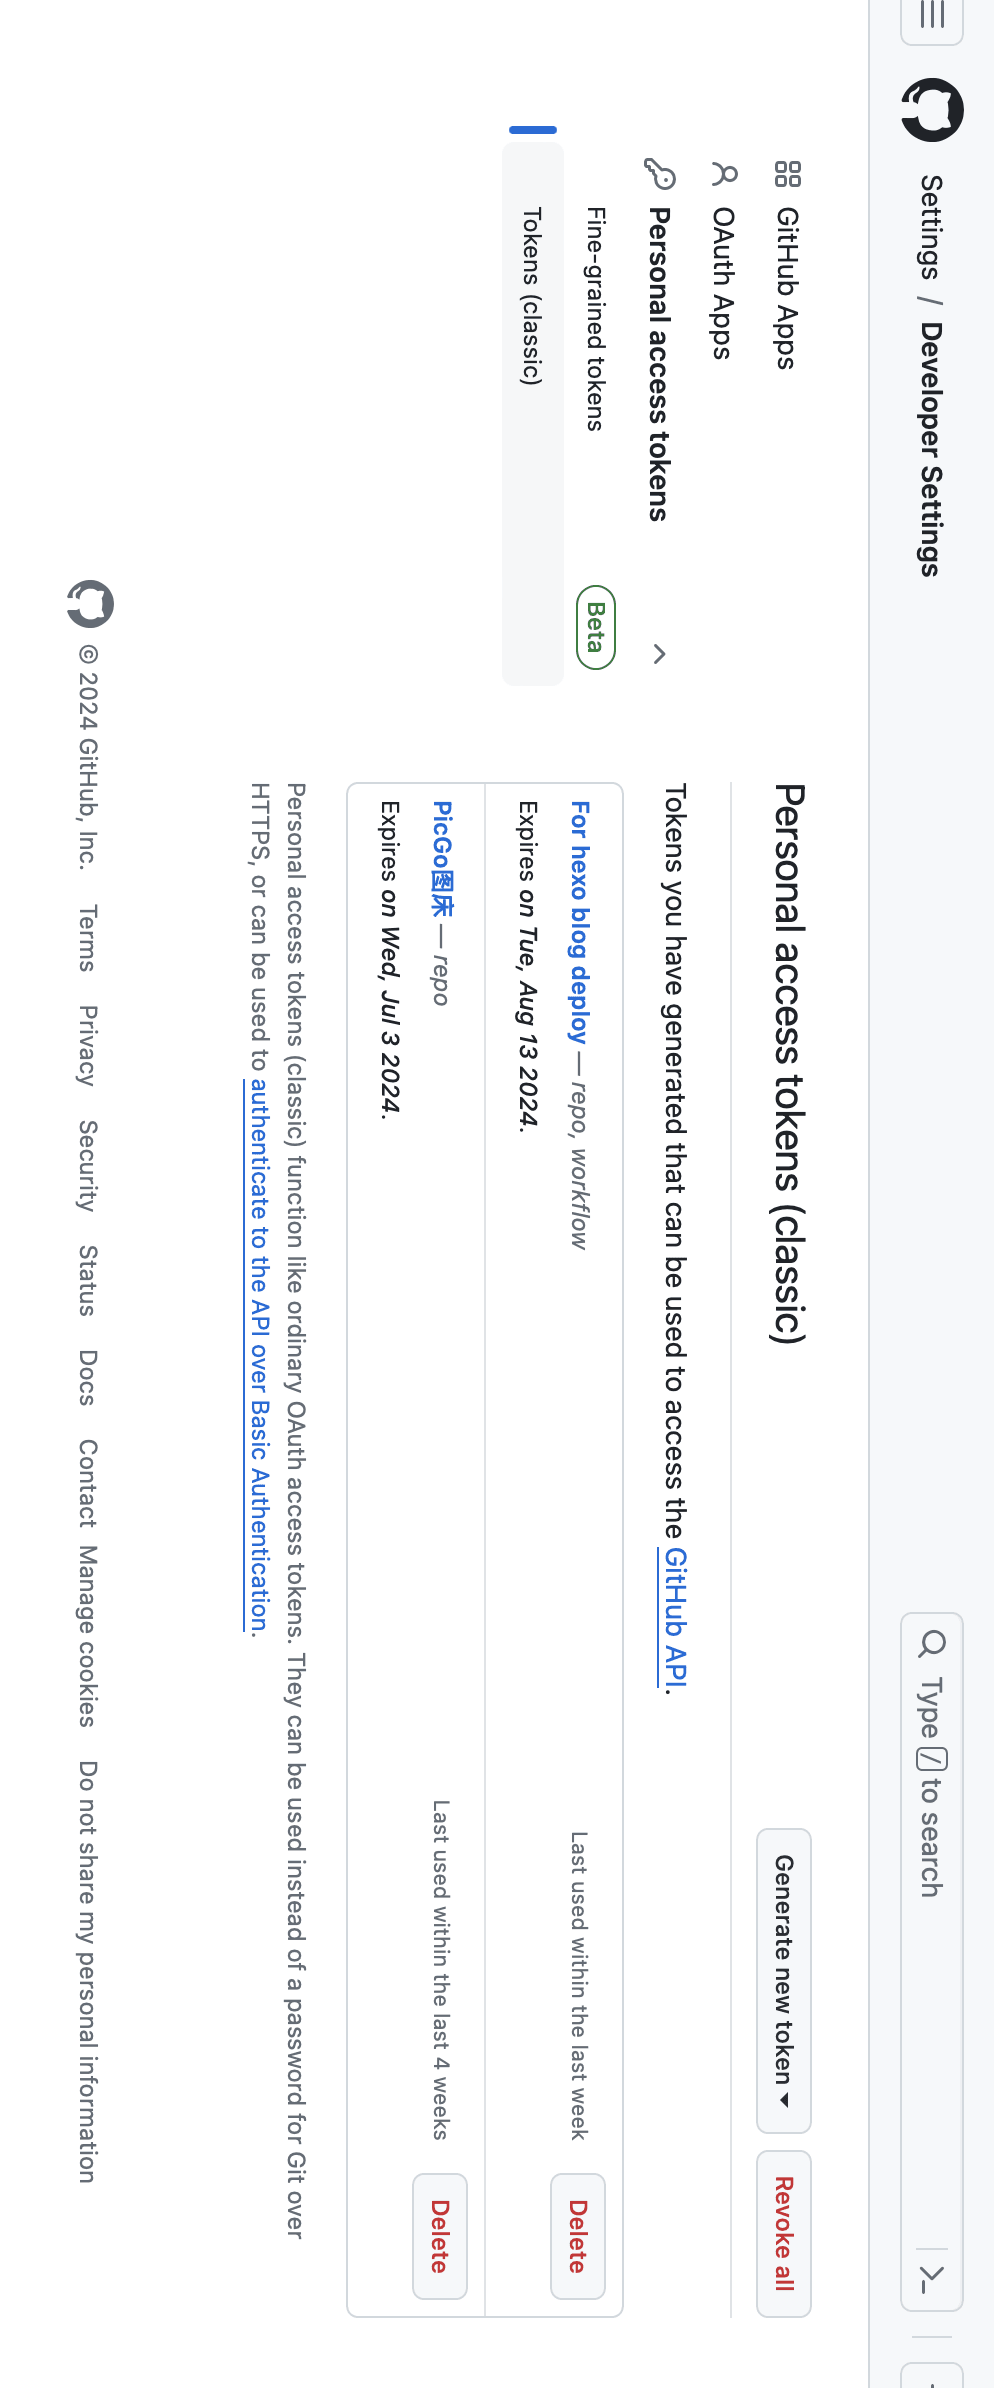 Settings / Developer Settings
Type / to search
GitHub Apps
OAuth Apps
Personal access tokens
Fine-grained tokens Beta
Tokens (classic)
Personal access tokens (classic)
Generate new token
Revoke all
Tokens you have generated that can be used to access the GitHub API.
For hexo blog deploy — repo, workflow
Last used within the last week
Delete
Expires on Tue, Aug 13 2024.
PicGo图床 — repo
Last used within the last 4 weeks
Delete
Expires on Wed, Jul 3 2024.
Personal access tokens (classic) function like ordinary OAuth access tokens. They can be used instead of a password for Git over
HTTPS, or can be used to authenticate to the API over Basic Authentication.
© 2024 GitHub, Inc. Terms Privacy Security Status Docs Contact Manage cookies Do not share my personal information